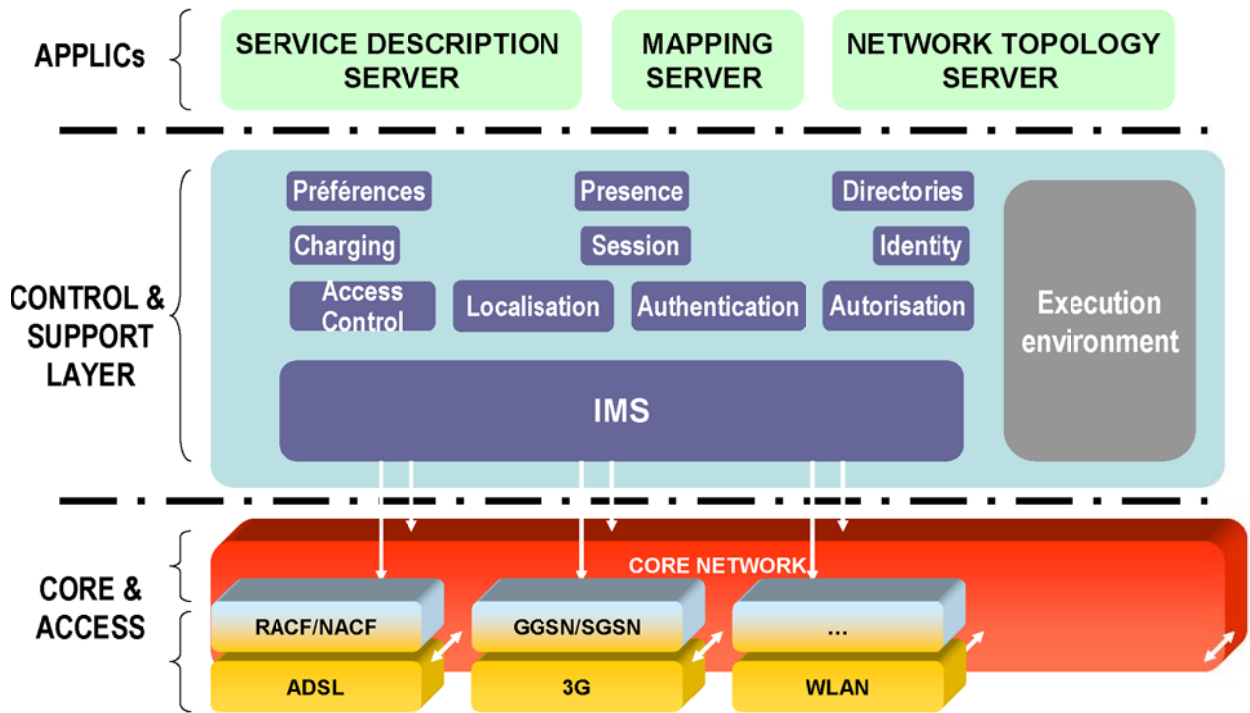 APPLICs
SERVICE DESCRIPTION
SERVER
MAPPING
SERVER
NETWORK TOPOLOGY
SERVER
CONTROL &
SUPPORT
LAYER
Préférences
Presence
Directories
Charging
Session
Identity
Access
Control
Localisation
Authentication
Autorisation
Execution
environment
IMS
CORE &
ACCESS
CORE NETWORK
RACF/NACF
GGSN/SGSN
...
ADSL
3G
WLAN